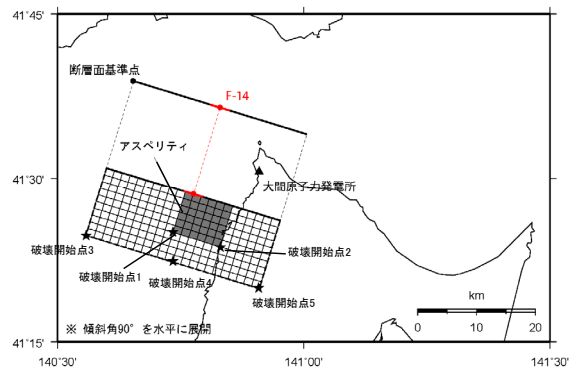 41°45'
断層面基準点
F-14
アスペリティ
41°30'
大間原子力発電所
破壊開始点3
破壊開始点2
破壊開始点1
破壊開始点4
破壊開始点5
km
0 10 20
※ 傾斜角90°を水平に展開
41°15'
140°30' 141°00' 141°30'